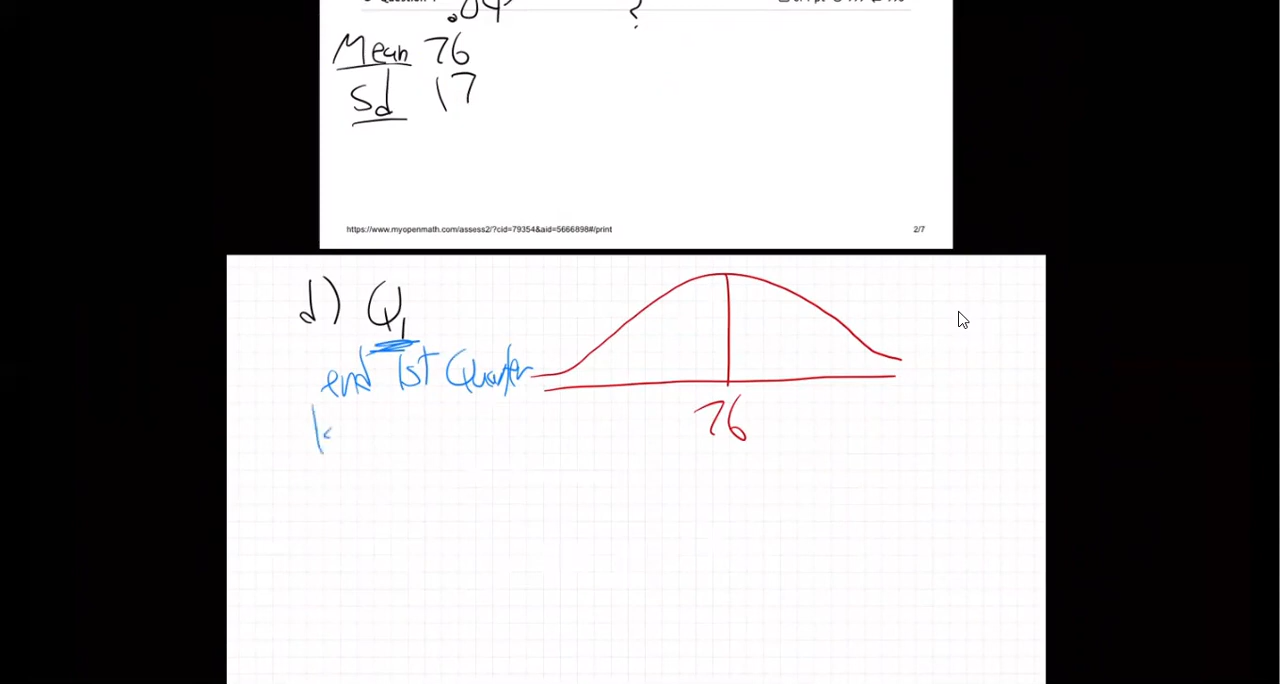 .04 ?
Mean 76
Sd 17
https://www.myopenmath.com/assess2/?cid=79354&aid=5666898#/print 2/7
d) Q1
end 1st Quarter
76